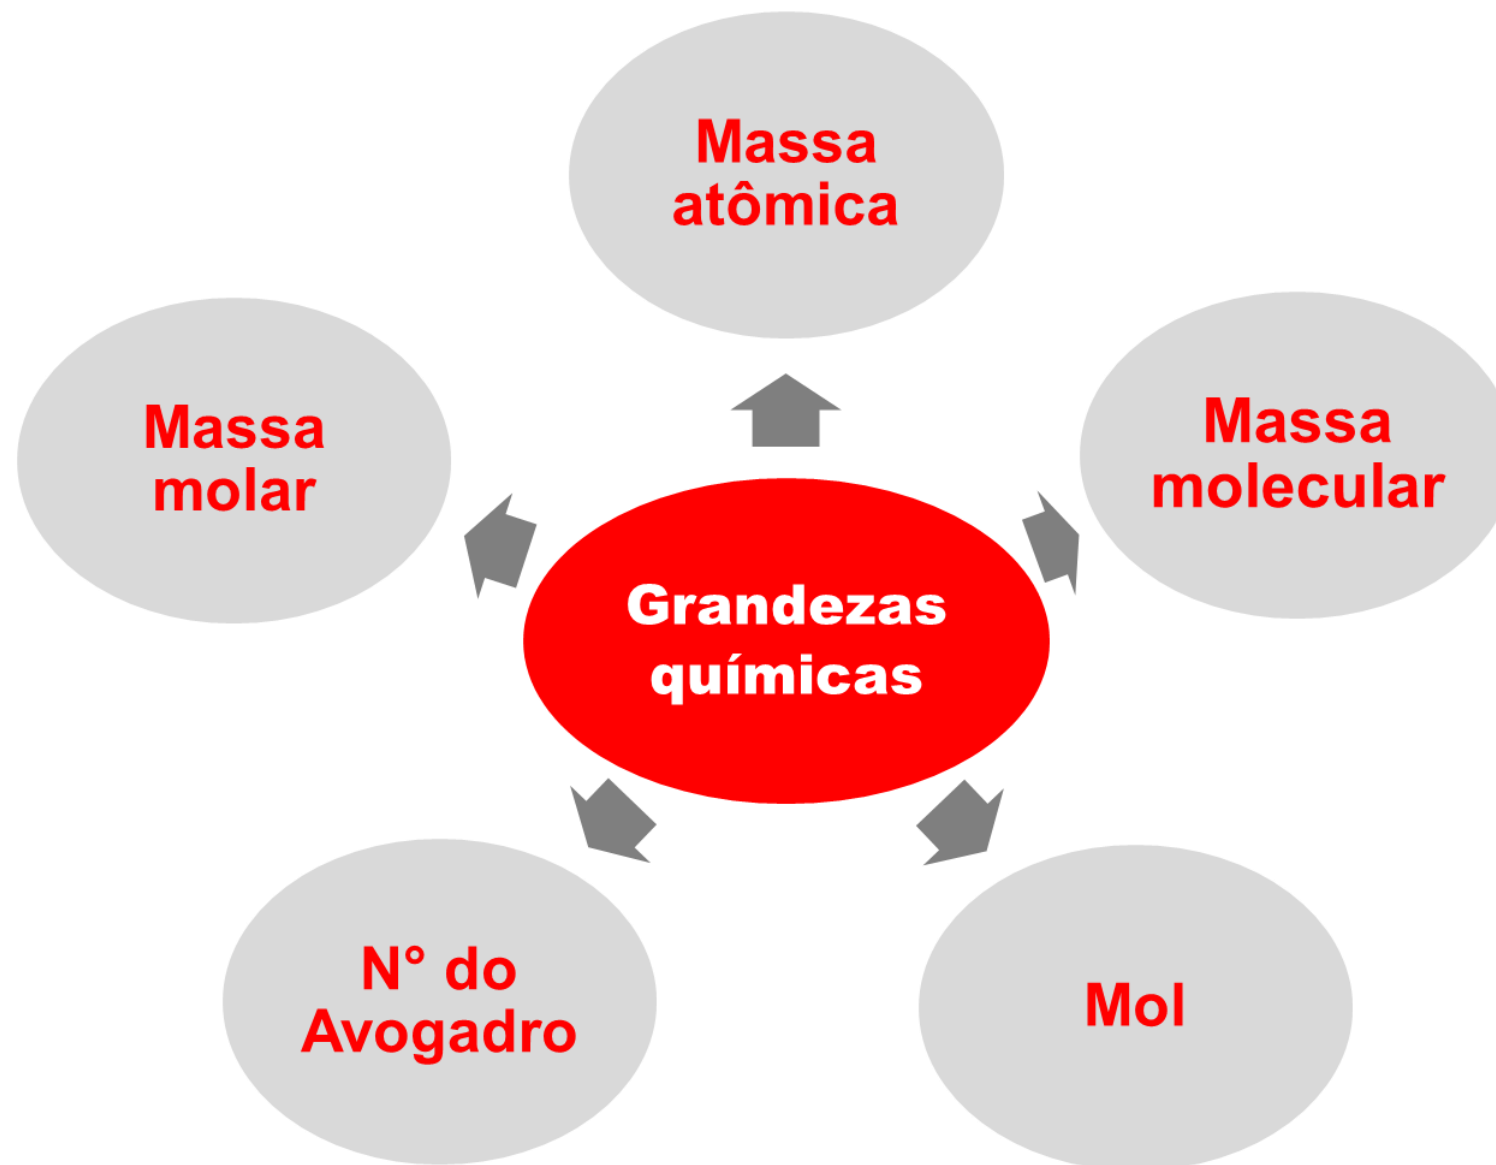 Massa
atômica
Massa
molar
Massa
molecular
Grandezas
químicas
N° do
Avogadro
Mol